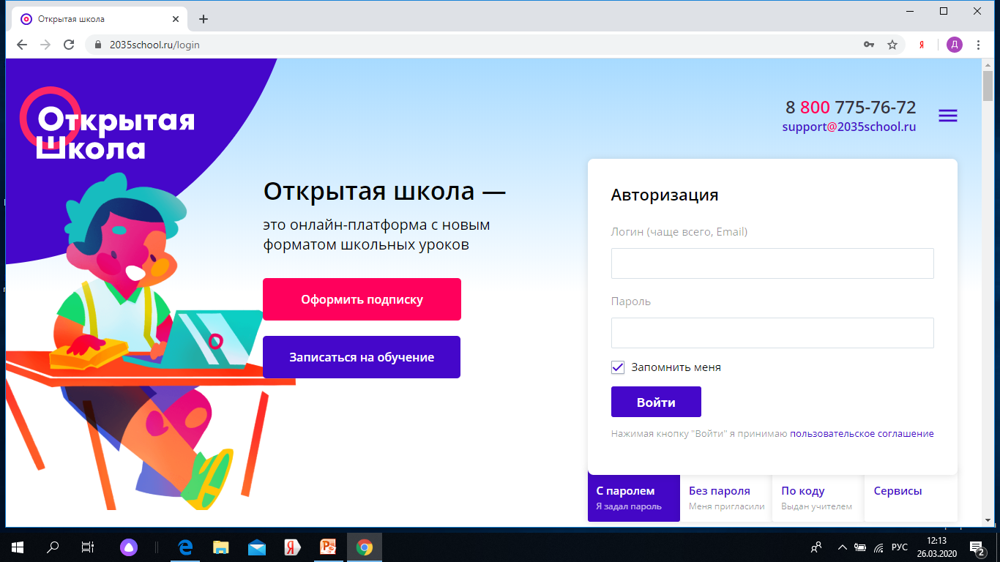 Открытая школа
2035school.ru/login
Я
Д
Открытая
Школа
8 800 775-76-72
support@2035school.ru
Открытая школа —
это онлайн-платформа с новым
форматом школьных уроков
Оформить подписку
Записаться на обучение
Авторизация
Логин (чаще всего, Email)
Пароль
Запомнить меня
Войти
Нажимая кнопку "Войти" я принимаю пользовательское соглашение
С паролем
Я задал пароль
Без пароля
Меня пригласили
По коду
Выдан учителем
Сервисы
РУС
12:13
26.03.2020
2